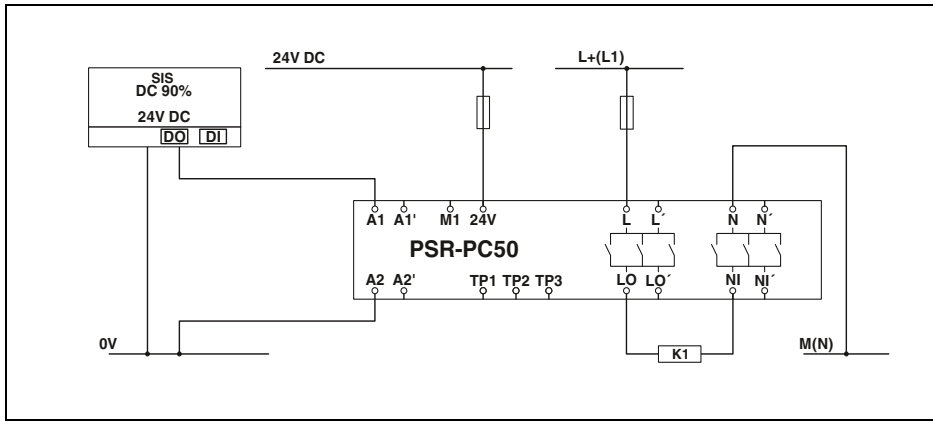 24V DC
L+(L1)
SIS
DC 90%
24V DC
DO DI
A1 A1' M1 24V L L´ N N´
PSR-PC50
A2 A2' TP1 TP2 TP3 LO LO´ NI NI´
0V
K1
M(N)